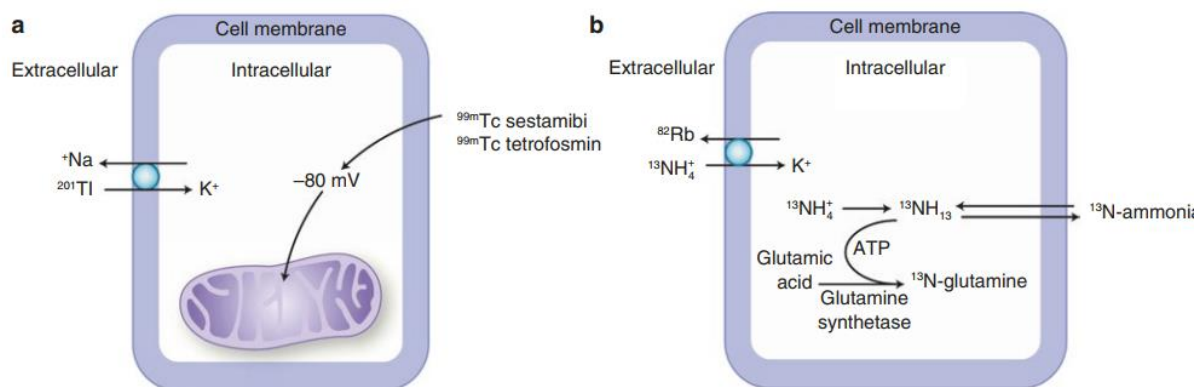 a
Cell membrane
Extracellular
Intracellular
⁹⁹ᵐTc sestamibi
⁹⁹ᵐTc tetrofosmin
⁺Na
²⁰¹Tl
K⁺
–80 mV
b
Cell membrane
Extracellular
Intracellular
⁸²Rb
¹³NH₄⁺
K⁺
¹³NH₄⁺
¹³NH₁₃
¹³N-ammonia
ATP
Glutamic
acid
¹³N-glutamine
Glutamine
synthetase